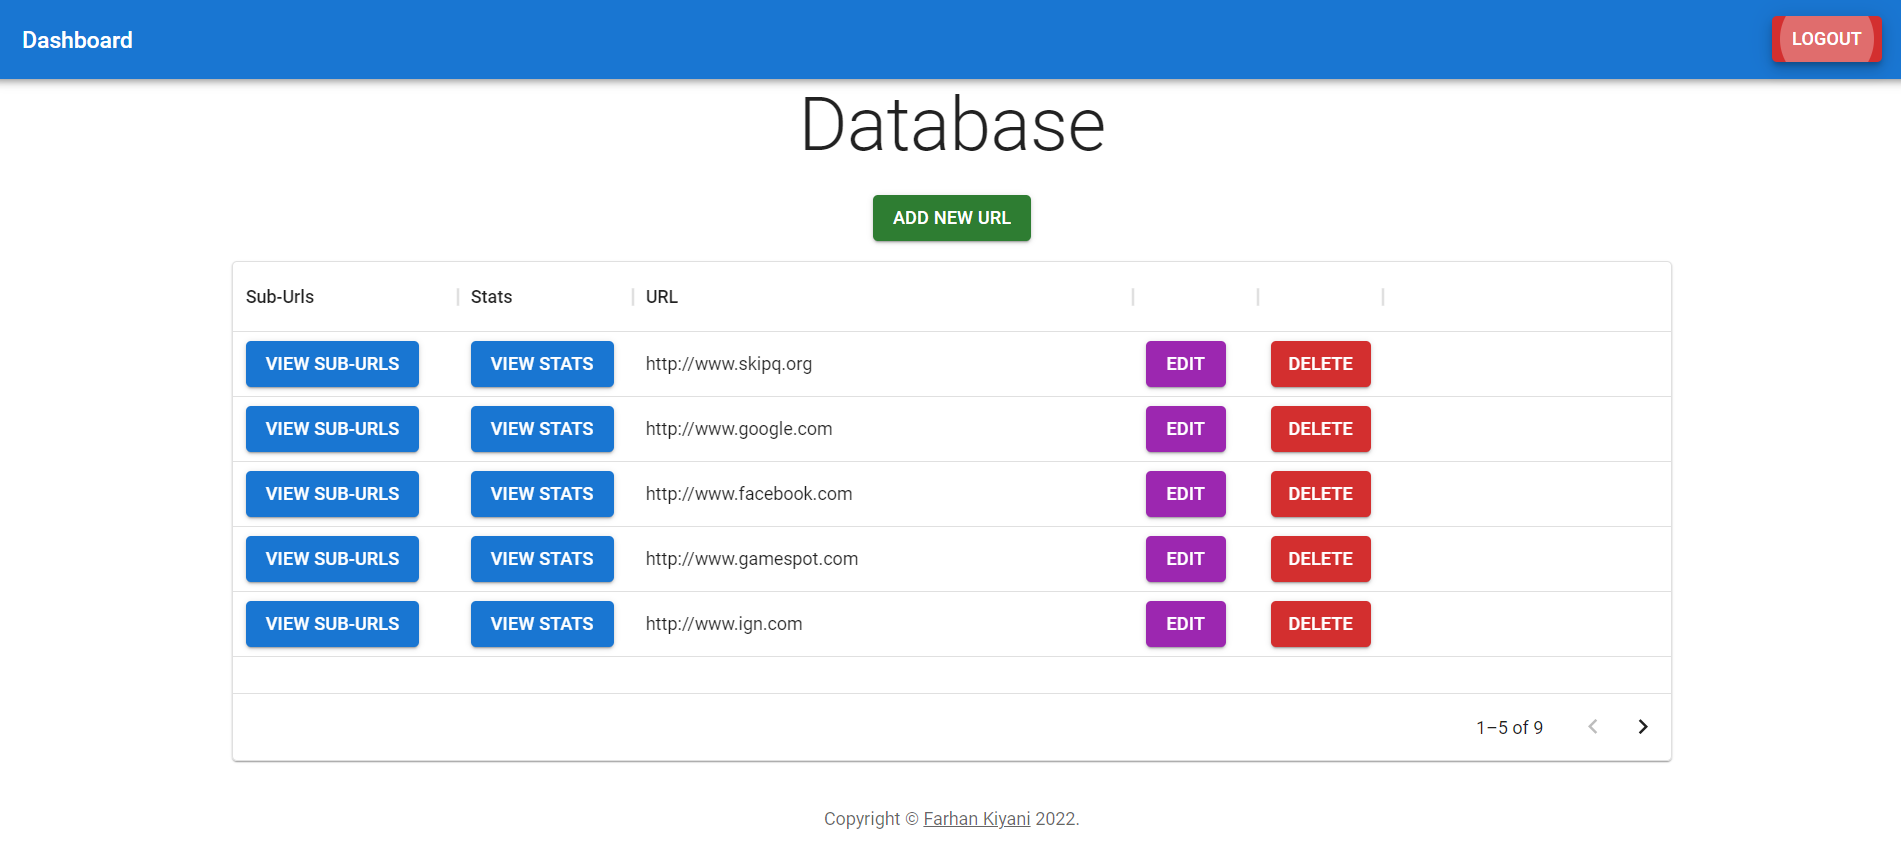 Dashboard LOGOUT
Database
ADD NEW URL
Sub-Urls Stats URL
VIEW SUB-URLS VIEW STATS http://www.skipq.org EDIT DELETE
VIEW SUB-URLS VIEW STATS http://www.google.com EDIT DELETE
VIEW SUB-URLS VIEW STATS http://www.facebook.com EDIT DELETE
VIEW SUB-URLS VIEW STATS http://www.gamespot.com EDIT DELETE
VIEW SUB-URLS VIEW STATS http://www.ign.com EDIT DELETE
1–5 of 9
Copyright © Farhan Kiyani 2022.